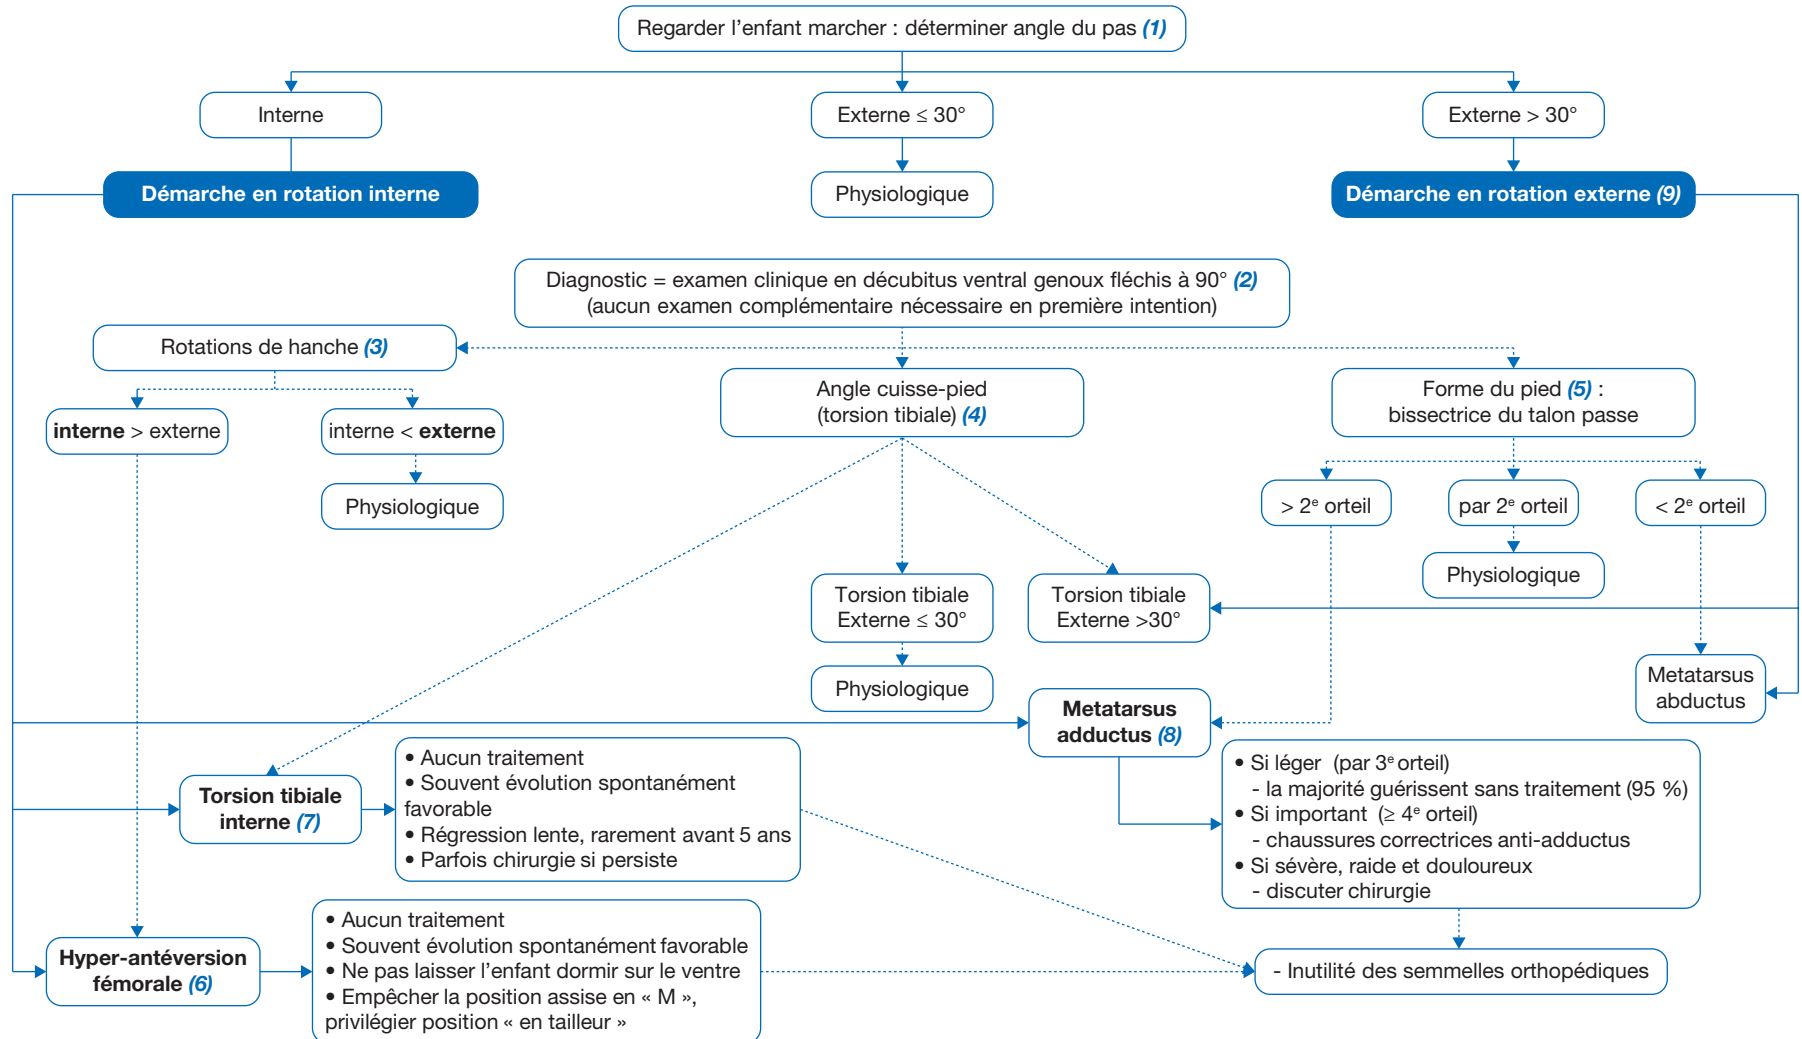 Regarder l’enfant marcher : déterminer angle du pas (1)
Interne
Externe ≤ 30°
Externe > 30°
Démarche en rotation interne
Physiologique
Démarche en rotation externe (9)
Diagnostic = examen clinique en décubitus ventral genoux fléchis à 90° (2)
(aucun examen complémentaire nécessaire en première intention)
Rotations de hanche (3)
Angle cuisse-pied
(torsion tibiale) (4)
Forme du pied (5) :
bissectrice du talon passe
interne > externe
interne < externe
Physiologique
> 2e orteil
par 2e orteil
< 2e orteil
Physiologique
Torsion tibiale
Externe ≤ 30°
Torsion tibiale
Externe >30°
Physiologique
Metatarsus
abductus
Metatarsus
adductus (8)
Torsion tibiale
interne (7)
• Aucun traitement
• Souvent évolution spontanément
favorable
• Régression lente, rarement avant 5 ans
• Parfois chirurgie si persiste
• Si léger (par 3e orteil)
- la majorité guérissent sans traitement (95 %)
• Si important (≥ 4e orteil)
- chaussures correctrices anti-adductus
• Si sévère, raide et douloureux
- discuter chirurgie
Hyper-antéversion
fémorale (6)
• Aucun traitement
• Souvent évolution spontanément favorable
• Ne pas laisser l’enfant dormir sur le ventre
• Empêcher la position assise en « M »,
privilégier position « en tailleur »
- Inutilité des semmelles orthopédiques